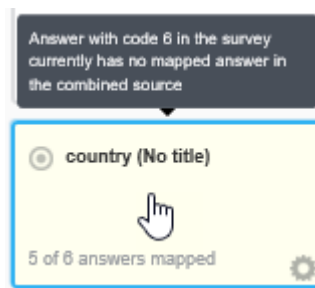 Answer with code 6 in the survey
currently has no mapped answer in
the combined source
country (No title)
5 of 6 answers mapped